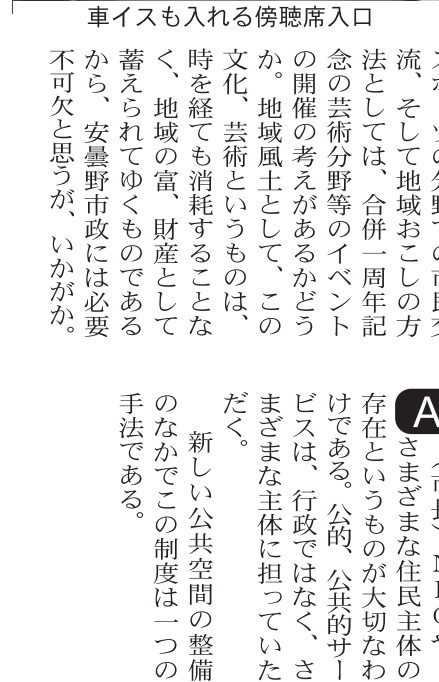 車イスも入れる傍聴席入口
流、そして地域おこしの方
法としては、合併一周年記
念の芸術分野等のイベント
の開催の考えがあるかどう
か。地域風土として、この
文化、芸術というものは、
時を経ても消耗することな
く、地域の富、財産として
蓄えられてゆくものである
から、安曇野市政には必要
不可欠と思うが、いかがか。
A
さまざまな住民主体の
存在というものが大切なわ
けである。公的、公共的サー
ビスは、行政ではなく、さ
まざまな主体に担っていた
だく。
新しい公共空間の整備
のなかでこの制度は一つの
手法である。